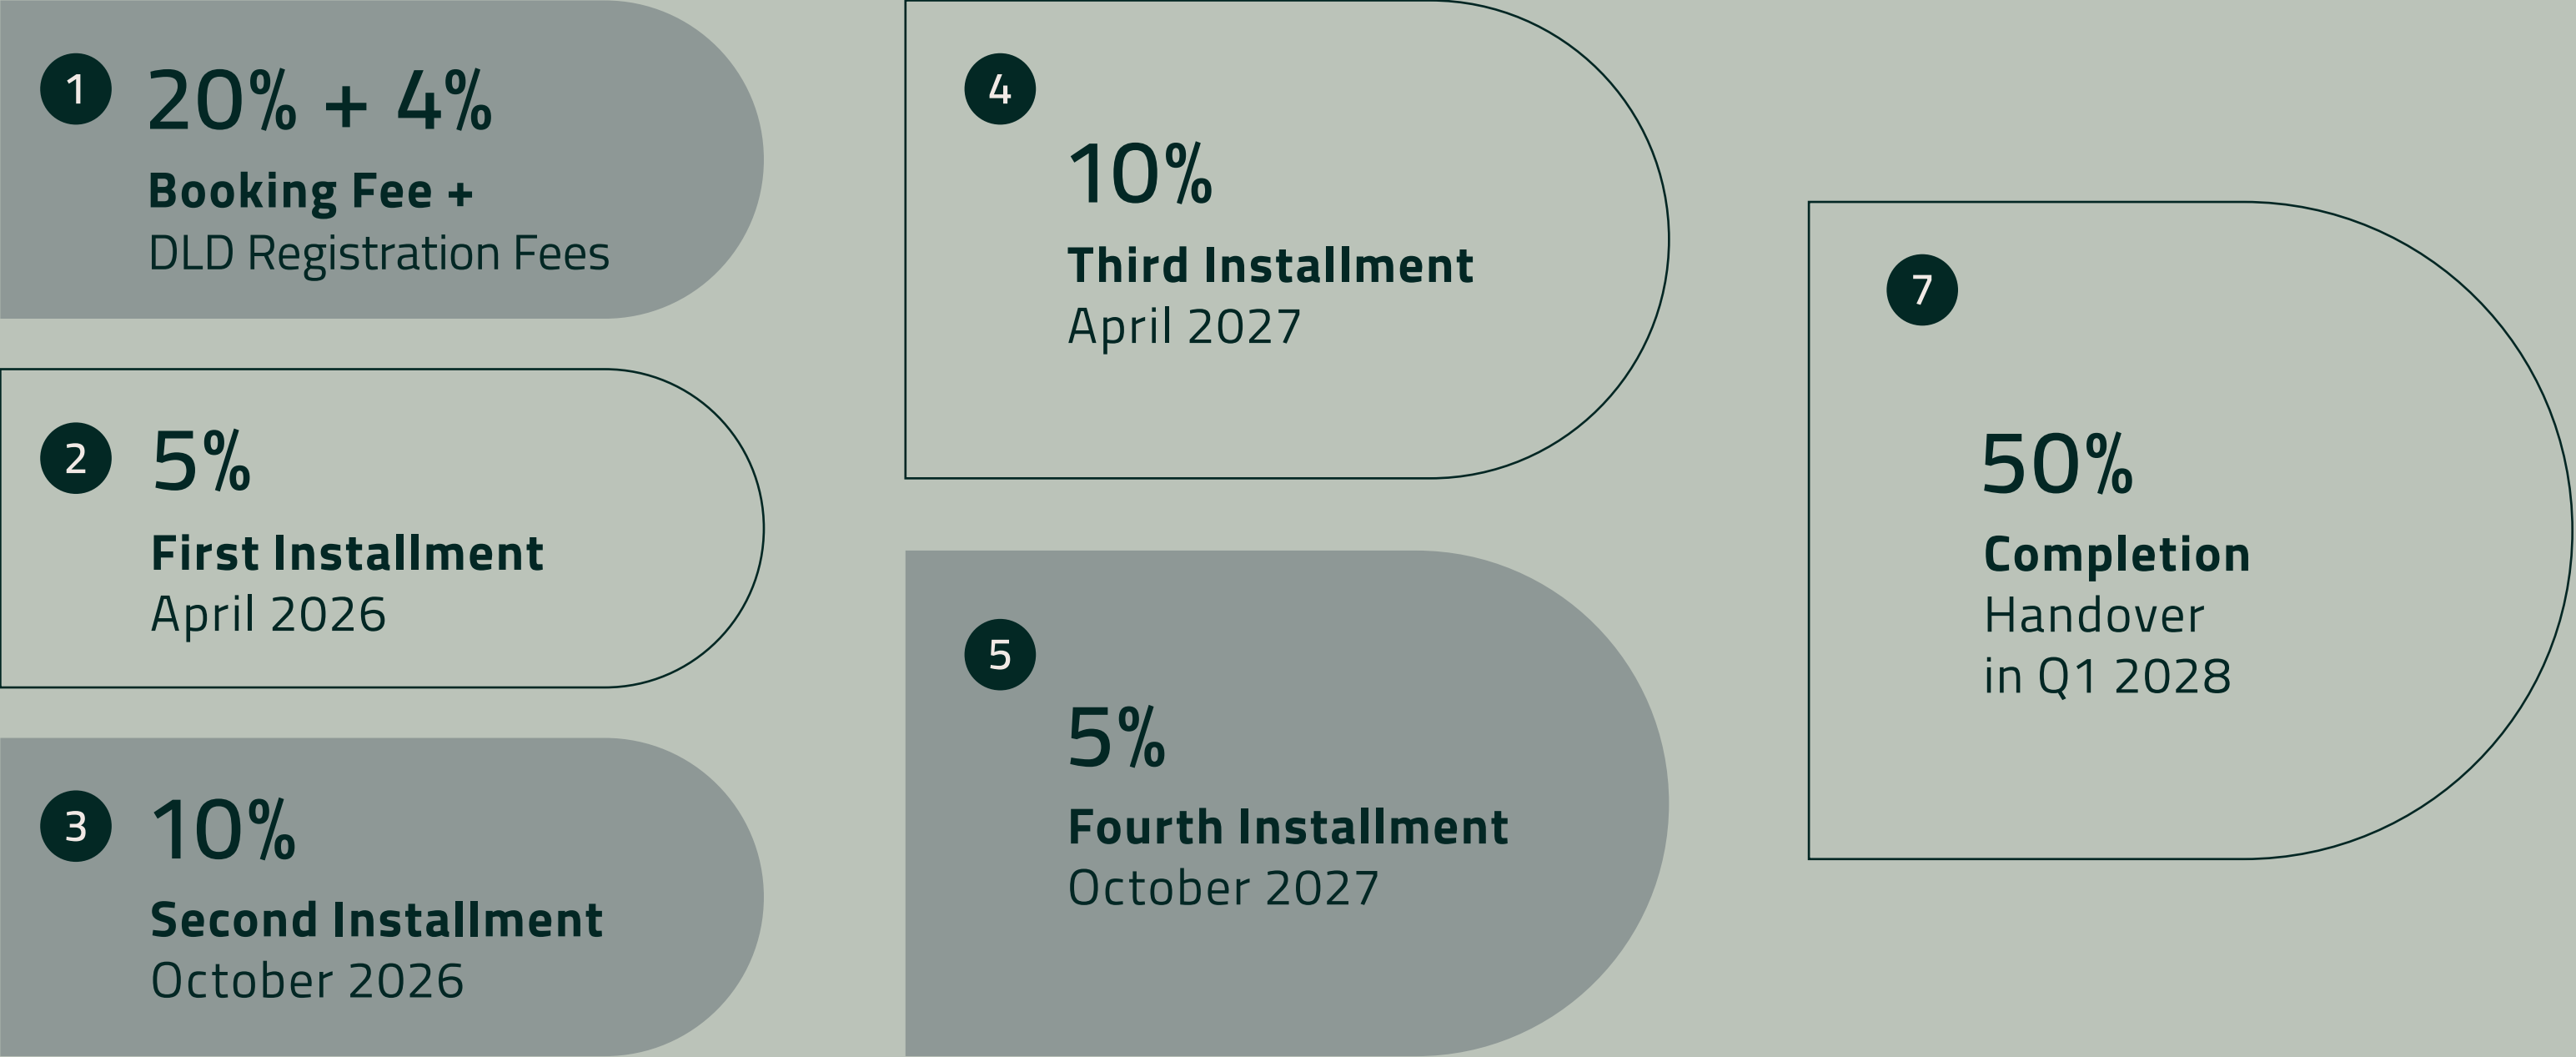 1
20% + 4%
Booking Fee +
DLD Registration Fees
2
5%
First Installment
April 2026
3
10%
Second Installment
October 2026
4
10%
Third Installment
April 2027
5
5%
Fourth Installment
October 2027
7
50%
Completion
Handover
in Q1 2028